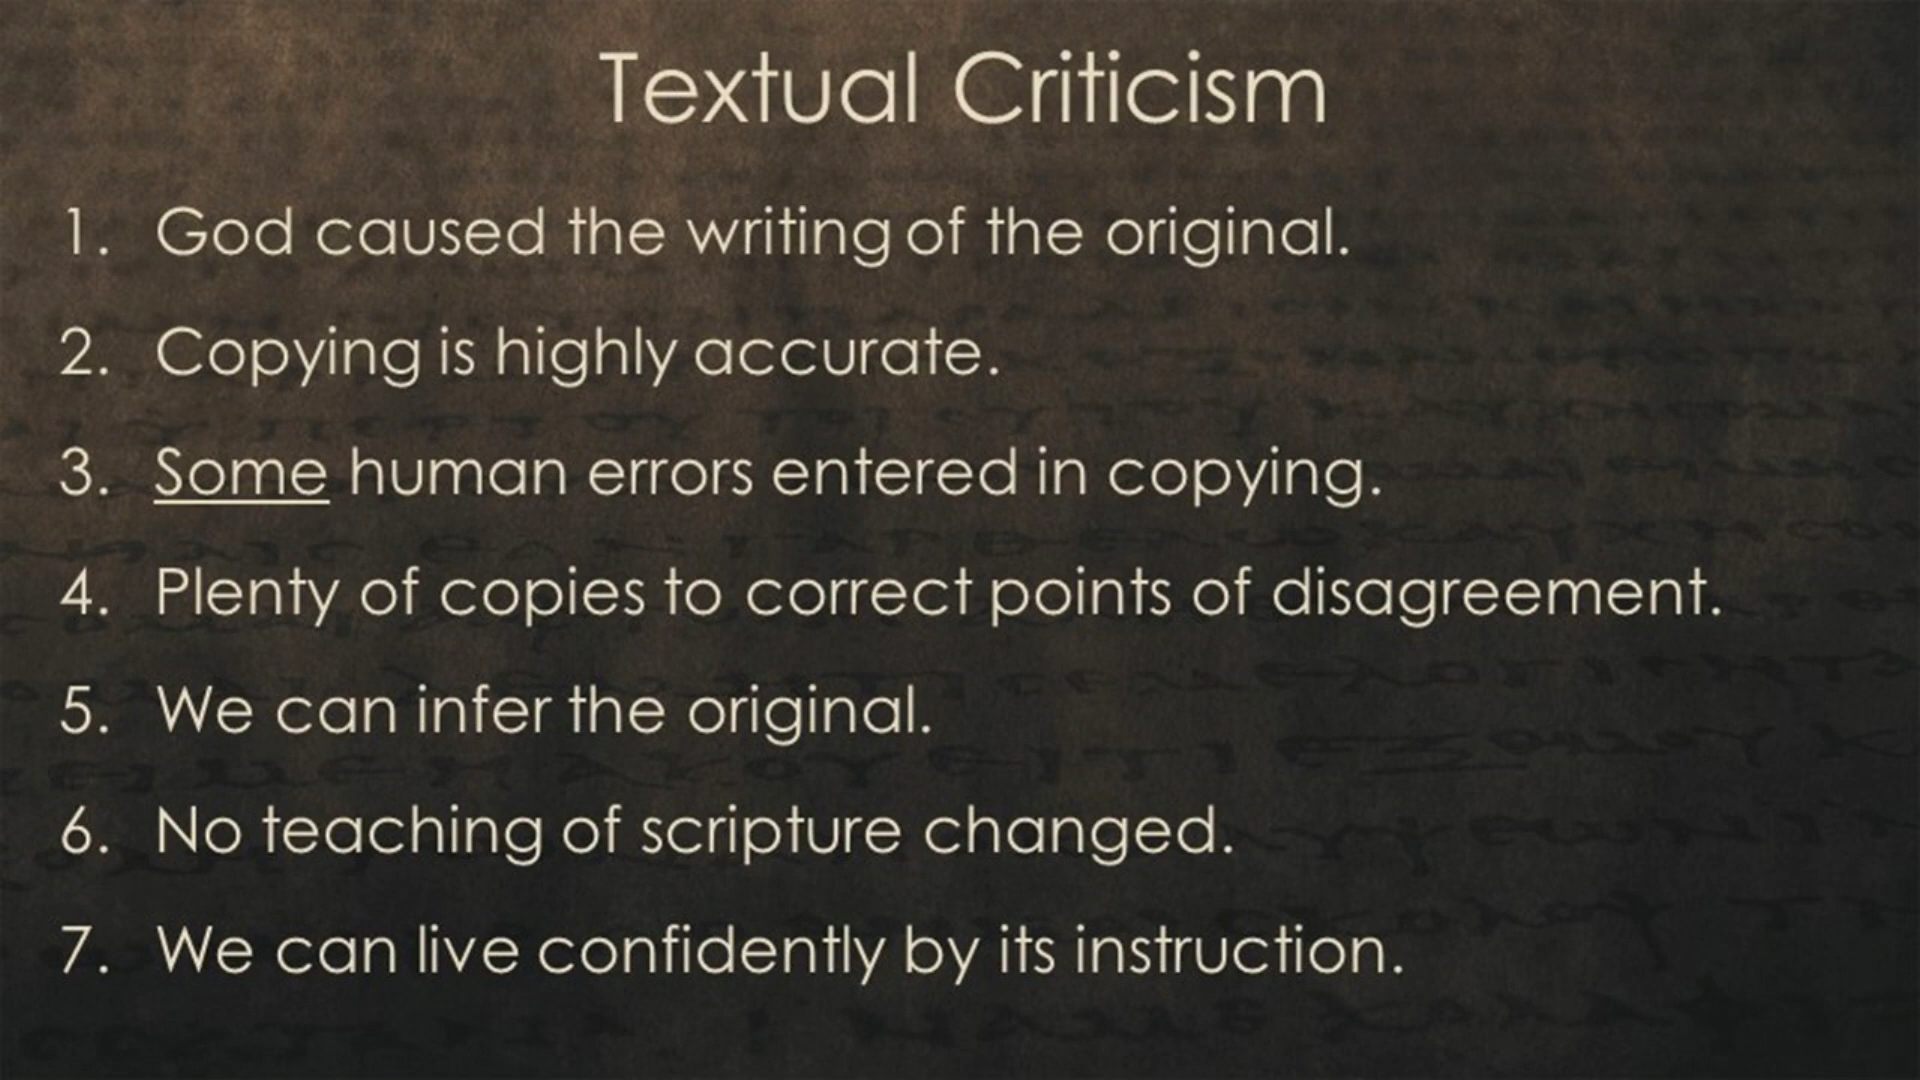 Textual Criticism
1. God caused the writing of the original.
2. Copying is highly accurate.
3. Some human errors entered in copying.
4. Plenty of copies to correct points of disagreement.
5. We can infer the original.
6. No teaching of scripture changed.
7. We can live confidently by its instruction.